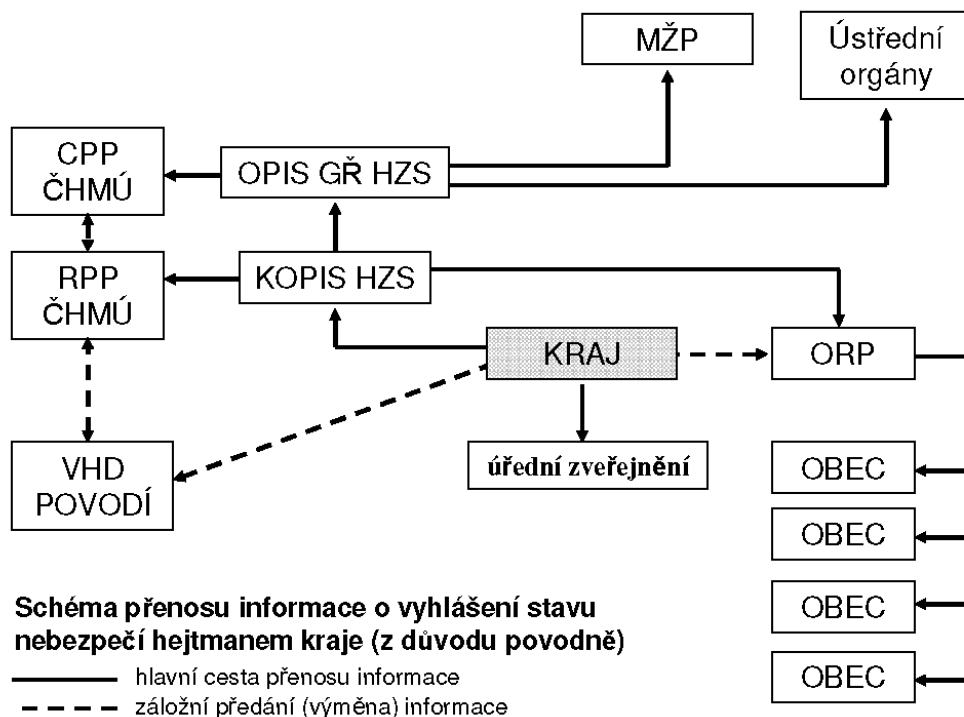 MŽP
Ústřední
orgány
CPP
ČHMÚ
OPIS GŘ HZS
RPP
ČHMÚ
KOPIS HZS
KRAJ
ORP
VHD
POVODÍ
úřední zveřejnění
OBEC
OBEC
OBEC
OBEC
Schéma přenosu informace o vyhlášení stavu
nebezpečí hejtmanem kraje (z důvodu povodně)
hlavní cesta přenosu informace
záložní předání (výměna) informace